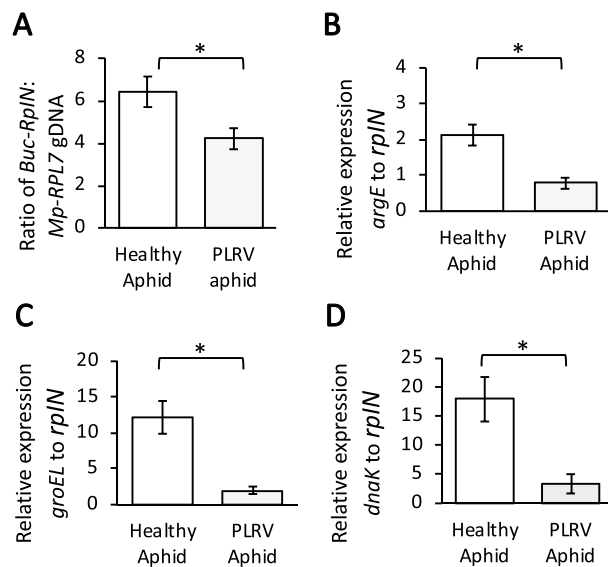 A
Ratio of Buc-RplN:
Mp-RPL7 gDNA
8
6
4
2
0
*
Healthy
Aphid
PLRV
aphid
B
Relative expression
argE to rplN
4
3
2
1
0
*
Healthy
Aphid
PLRV
Aphid
C
Relative expression
groEL to rplN
20
15
10
5
0
*
Healthy
Aphid
PLRV
Aphid
D
Relative expression
dnaK to rplN
25
20
15
10
5
0
*
Healthy
Aphid
PLRV
Aphid